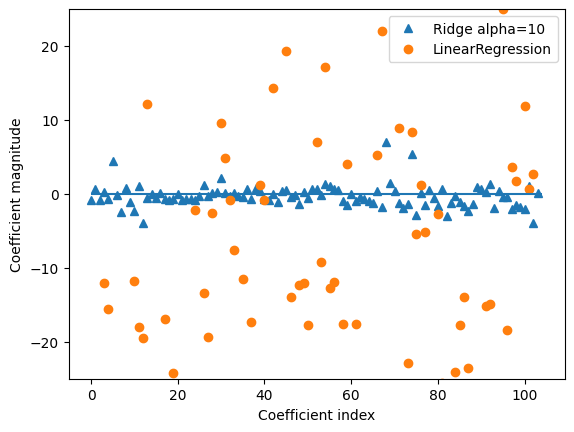 Ridge alpha=10
LinearRegression
20
10
0
−10
−20
Coefficient magnitude
0
20
40
60
80
100
Coefficient index